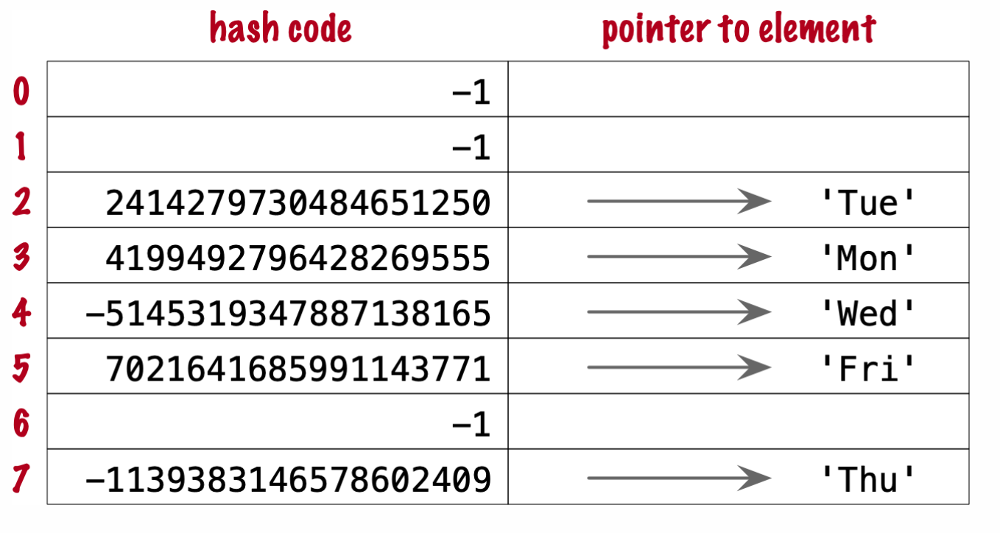 hash code pointer to element
0 -1
1 -1
2 2414279730484651250 'Tue'
3 4199492796428269555 'Mon'
4 -5145319347887138165 'Wed'
5 7021641685991143771 'Fri'
6 -1
7 -1139383146578602409 'Thu'